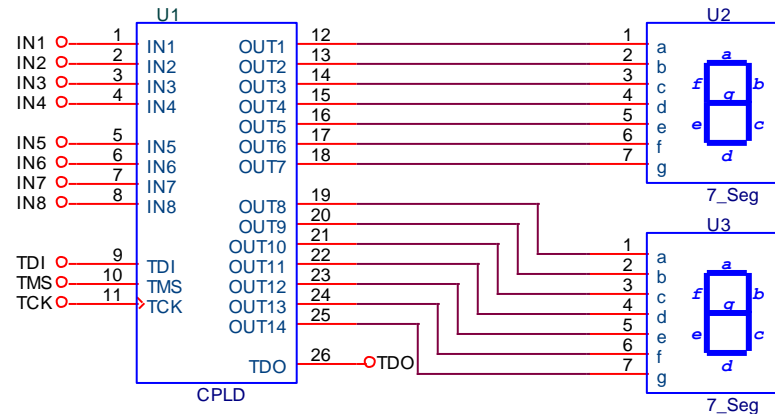 U1
U2
IN1 1 IN1 OUT1 12 1 a
IN2 2 IN2 OUT2 13 2 b
IN3 3 IN3 OUT3 14 3 c
IN4 4 IN4 OUT4 15 4 d
OUT5 16 5 e
IN5 5 IN5 OUT6 17 6 f
IN6 6 IN6 OUT7 18 7 g
IN7 7 IN7
IN8 8 IN8 OUT8 19
OUT9 20
OUT10 21
OUT11 22
OUT12 23
OUT13 24
OUT14 25
TDI 9 TDI
TMS 10 TMS
TCK 11 TCK
TDO 26 TDO
CPLD
a
f g b
e c
d
7_Seg
U3
1 a
2 b
3 c
4 d
5 e
6 f
7 g
a
f g b
e c
d
7_Seg